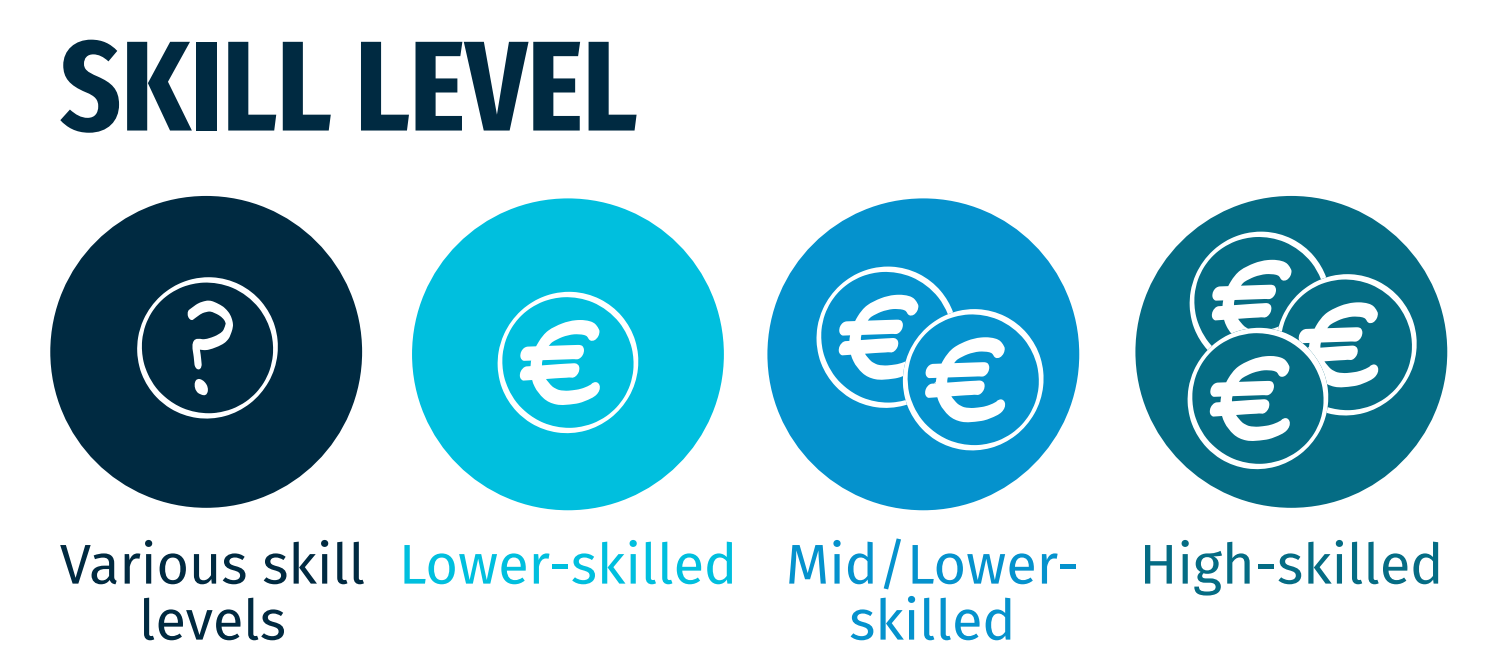 SKILL LEVEL
?
€
€ €
€ € €
Various skill levels
Lower-skilled
Mid/Lower-skilled
High-skilled